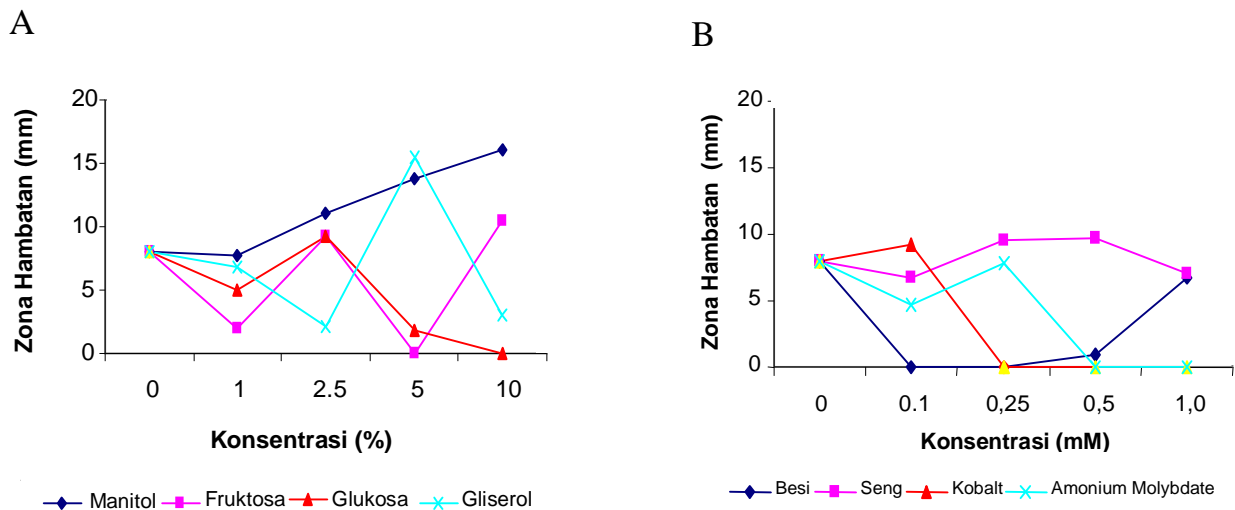 A
Zona Hambatan (mm)
20
15
10
5
0
0 1 2.5 5 10
Konsentrasi (%)
Manitol Fruktosa Glukosa Gliserol
B
Zona Hambatan (mm)
20
15
10
5
0
0 0.1 0,25 0,5 1,0
Konsentrasi (mM)
Besi Seng Kobalt Amonium Molybdate